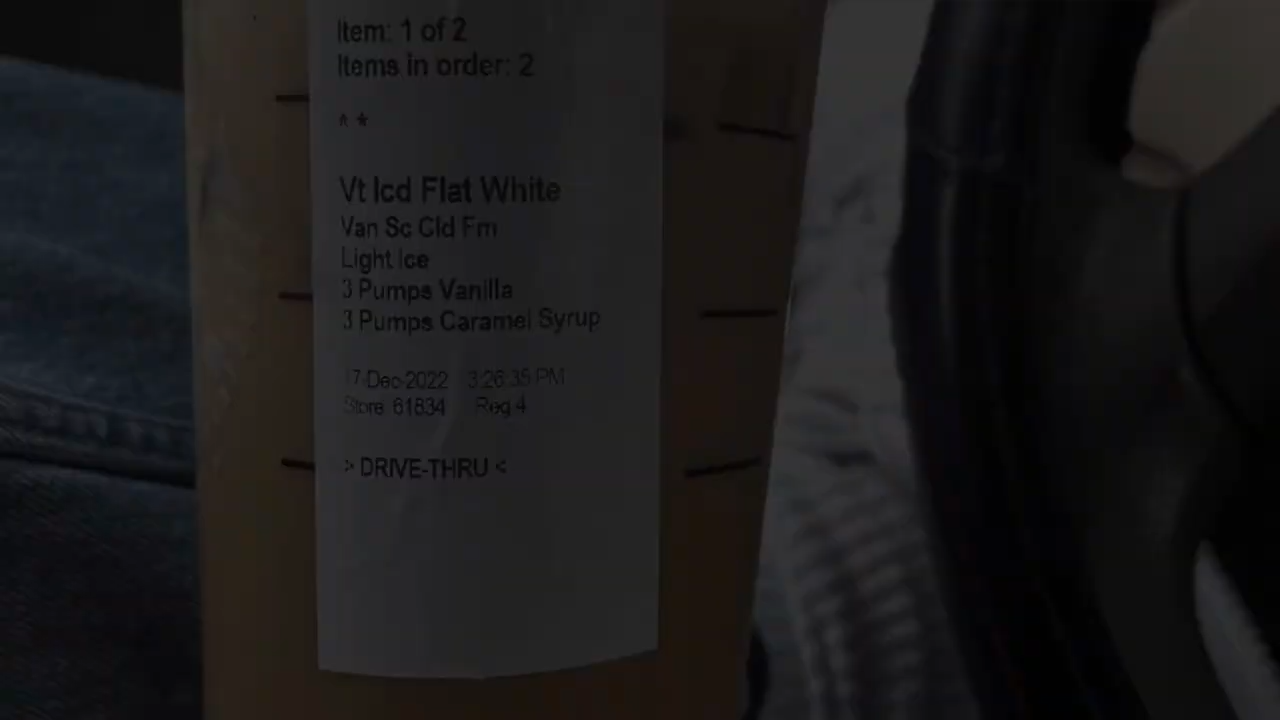 Item: 1 of 2
Items in order: 2
* *
Vt Icd Flat White
Van Sc Cld Fm
Light Ice
3 Pumps Vanilla
3 Pumps Caramel Syrup
17-Dec-2022 3:26:35 PM
Store: 61834 Reg 4
> DRIVE-THRU <